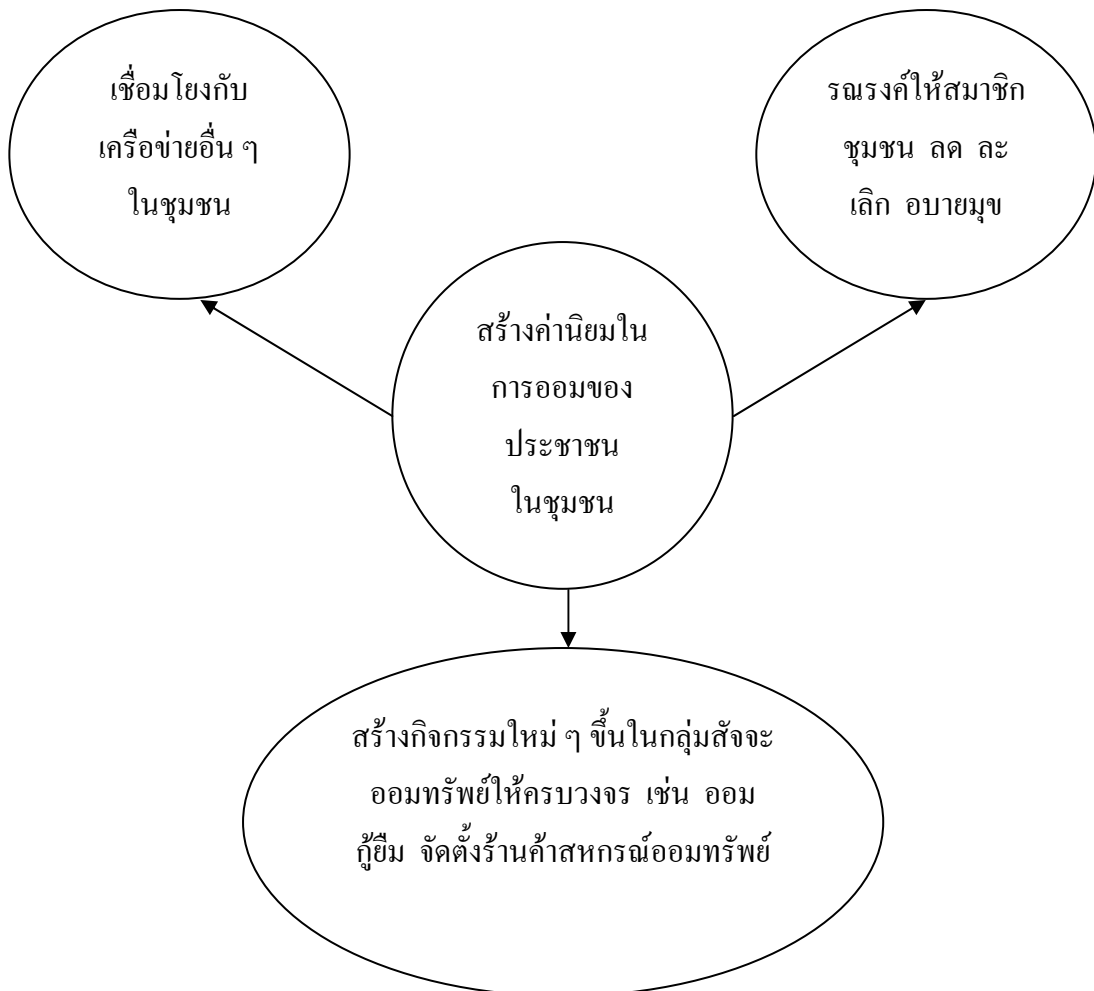 เชื่อมโยงกับ
เครือข่ายอื่น ๆ
ในชุมชน
รณรงค์ให้สมาชิก
ชุมชน ลด ละ
เลิก อบายมุข
สร้างค่านิยมใน
การออมของ
ประชาชน
ในชุมชน
สร้างกิจกรรมใหม่ ๆ ขึ้นในกลุ่มสัจจะ
ออมทรัพย์ให้ครบวงจร เช่น ออม
กู้ยืม จัดตั้งร้านค้าสหกรณ์ออมทรัพย์